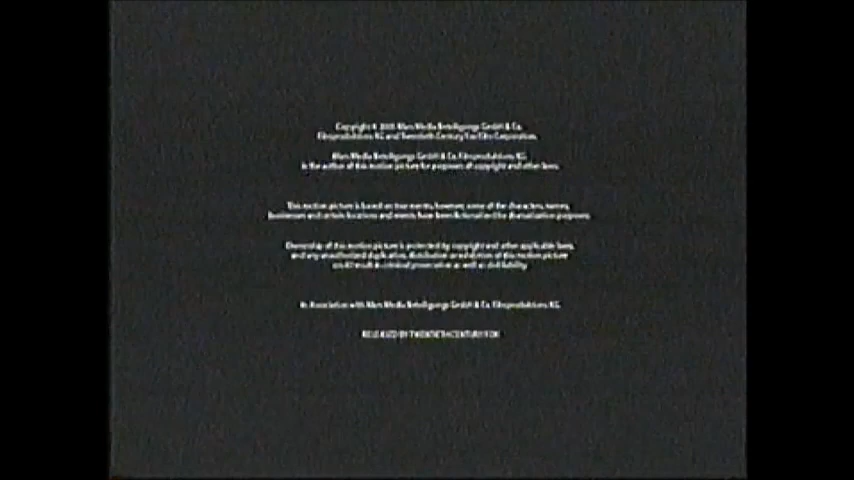 Copyright © 2005 Mars Media Beteiligungs GmbH & Co.
Filmproduktions KG and Twentieth Century Fox Film Corporation.
Mars Media Beteiligungs GmbH & Co. Filmproduktions KG
is the author of this motion picture for purposes of copyright and other laws.
This motion picture is based on true events, however, some of the characters, names,
businesses and certain locations and events have been fictionalized for dramatization purposes.
Ownership of this motion picture is protected by copyright and other applicable laws,
and any unauthorized duplication, distribution or exhibition of this motion picture
could result in criminal prosecution as well as civil liability.
In Association with Mars Media Beteiligungs GmbH & Co. Filmproduktions KG
RELEASED BY TWENTIETH CENTURY FOX